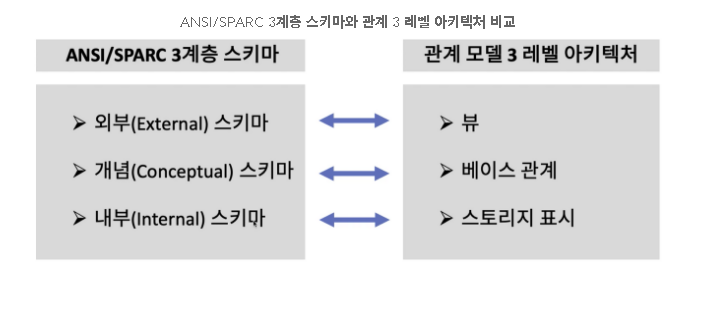 ANSI/SPARC 3계층 스키마와 관계 3 레벨 아키텍처 비교
ANSI/SPARC 3계층 스키마
관계 모델 3 레벨 아키텍처
➢ 외부(External) 스키마
➢ 뷰
➢ 개념(Conceptual) 스키마
➢ 베이스 관계
➢ 내부(Internal) 스키마
➢ 스토리지 표시